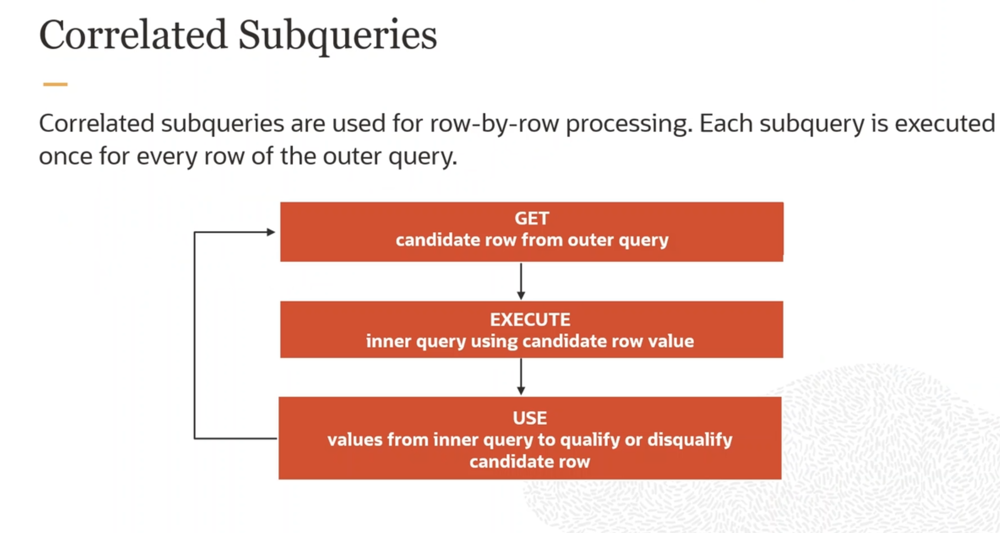 Correlated Subqueries
Correlated subqueries are used for row-by-row processing. Each subquery is executed
once for every row of the outer query.
GET
candidate row from outer query
EXECUTE
inner query using candidate row value
USE
values from inner query to qualify or disqualify
candidate row